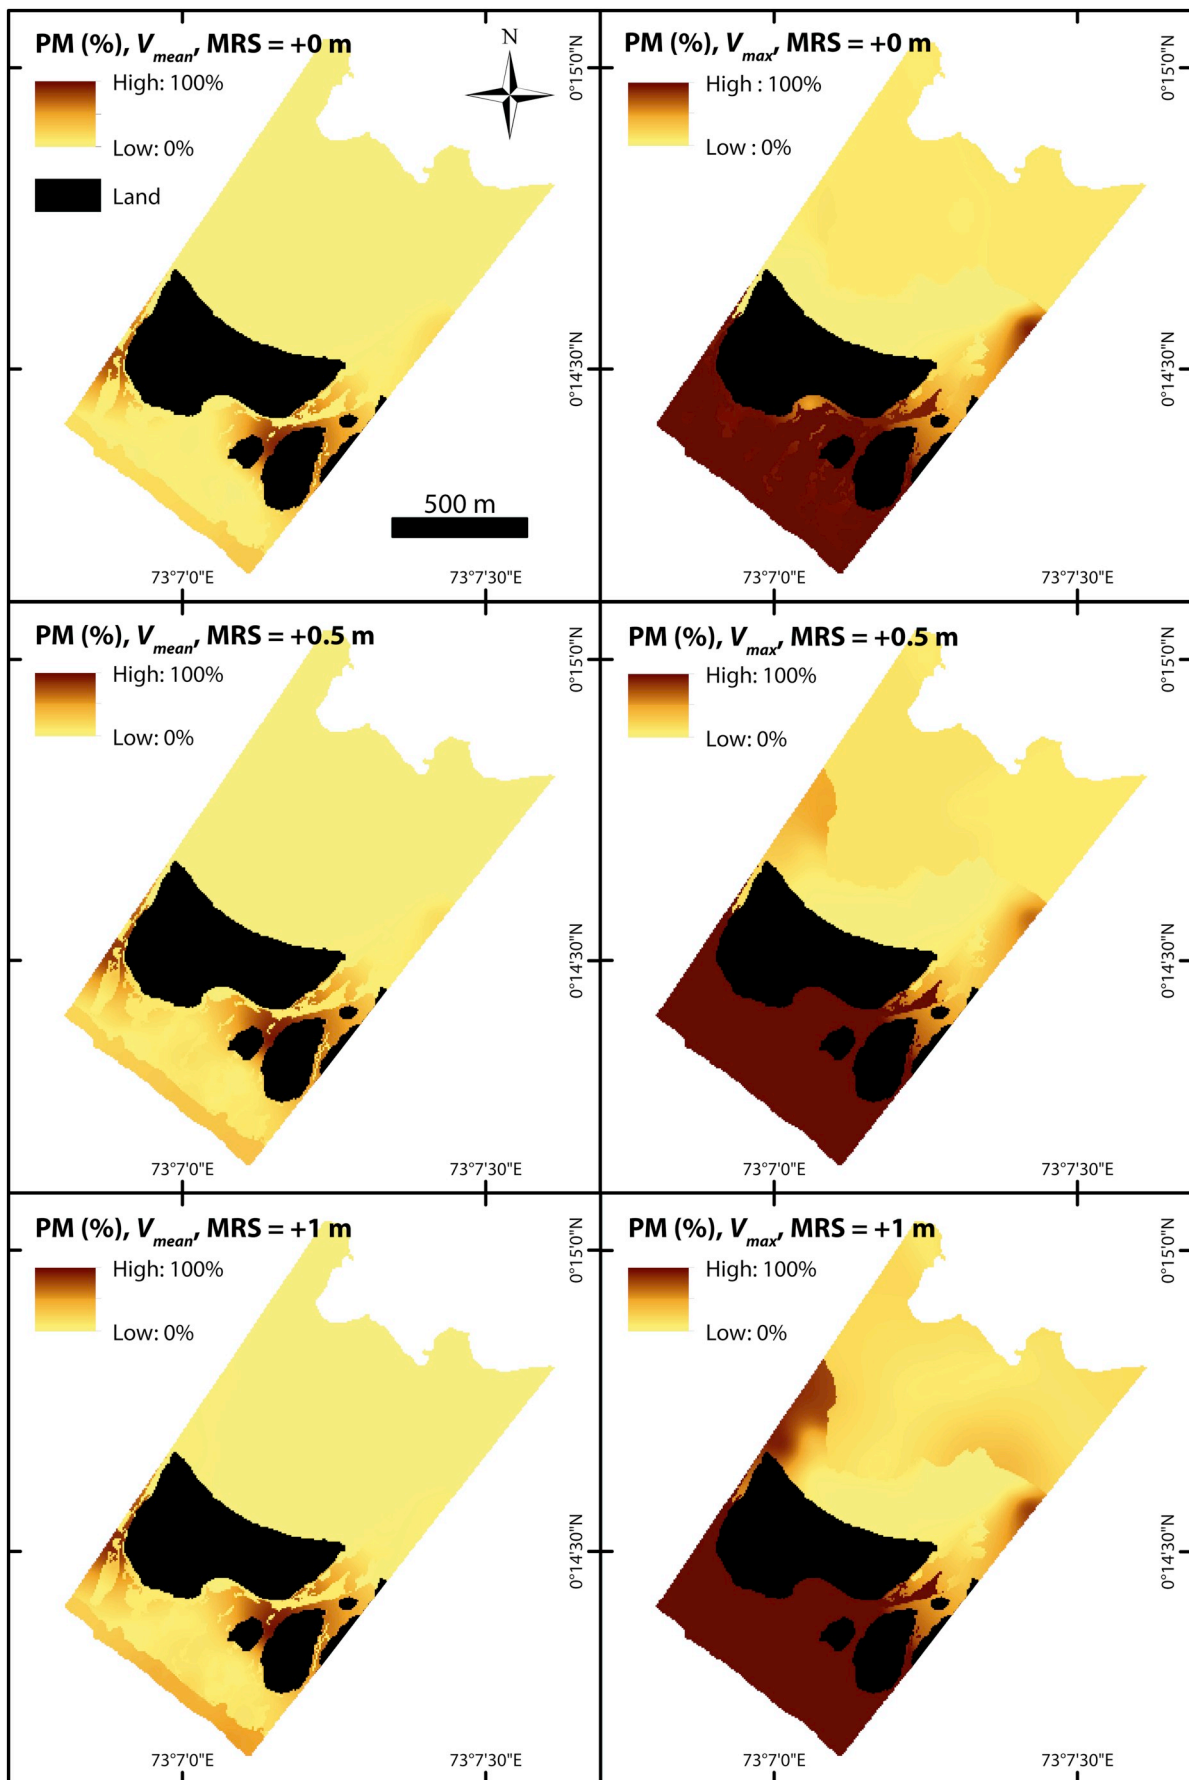 PM (%), Vmean, MRS = +0 m
High: 100%
Low: 0%
Land
N
0°15'0"N
0°14'30"N
500 m
73°7'0"E
73°7'30"E
PM (%), Vmax, MRS = +0 m
High : 100%
Low : 0%
0°15'0"N
0°14'30"N
73°7'0"E
73°7'30"E
PM (%), Vmean, MRS = +0.5 m
High: 100%
Low: 0%
0°15'0"N
0°14'30"N
73°7'0"E
73°7'30"E
PM (%), Vmax, MRS = +0.5 m
High: 100%
Low: 0%
0°15'0"N
0°14'30"N
73°7'0"E
73°7'30"E
PM (%), Vmean, MRS = +1 m
High: 100%
Low: 0%
0°15'0"N
0°14'30"N
73°7'0"E
73°7'30"E
PM (%), Vmax, MRS = +1 m
High: 100%
Low: 0%
0°15'0"N
0°14'30"N
73°7'0"E
73°7'30"E